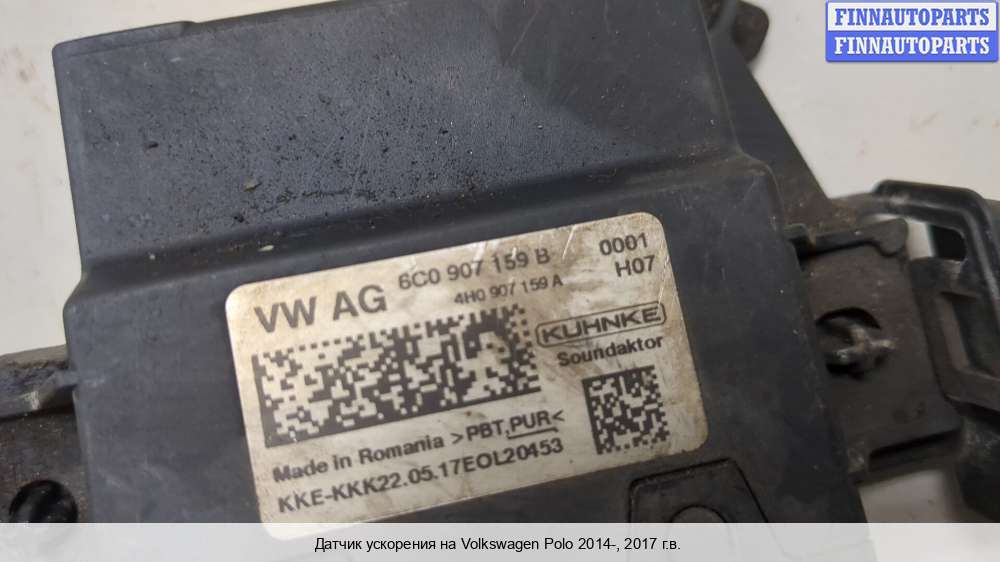 FINNAUTOPARTS
FINNAUTOPARTS
VW AG 6C0 907 159 B 0001
4H0 907 159 A H07
KUHNKE
Soundaktor
Made in Romania >PBT,PUR<
KKE-KKK22.05.17EOL20453
Датчик ускорения на Volkswagen Polo 2014-, 2017 г.в.